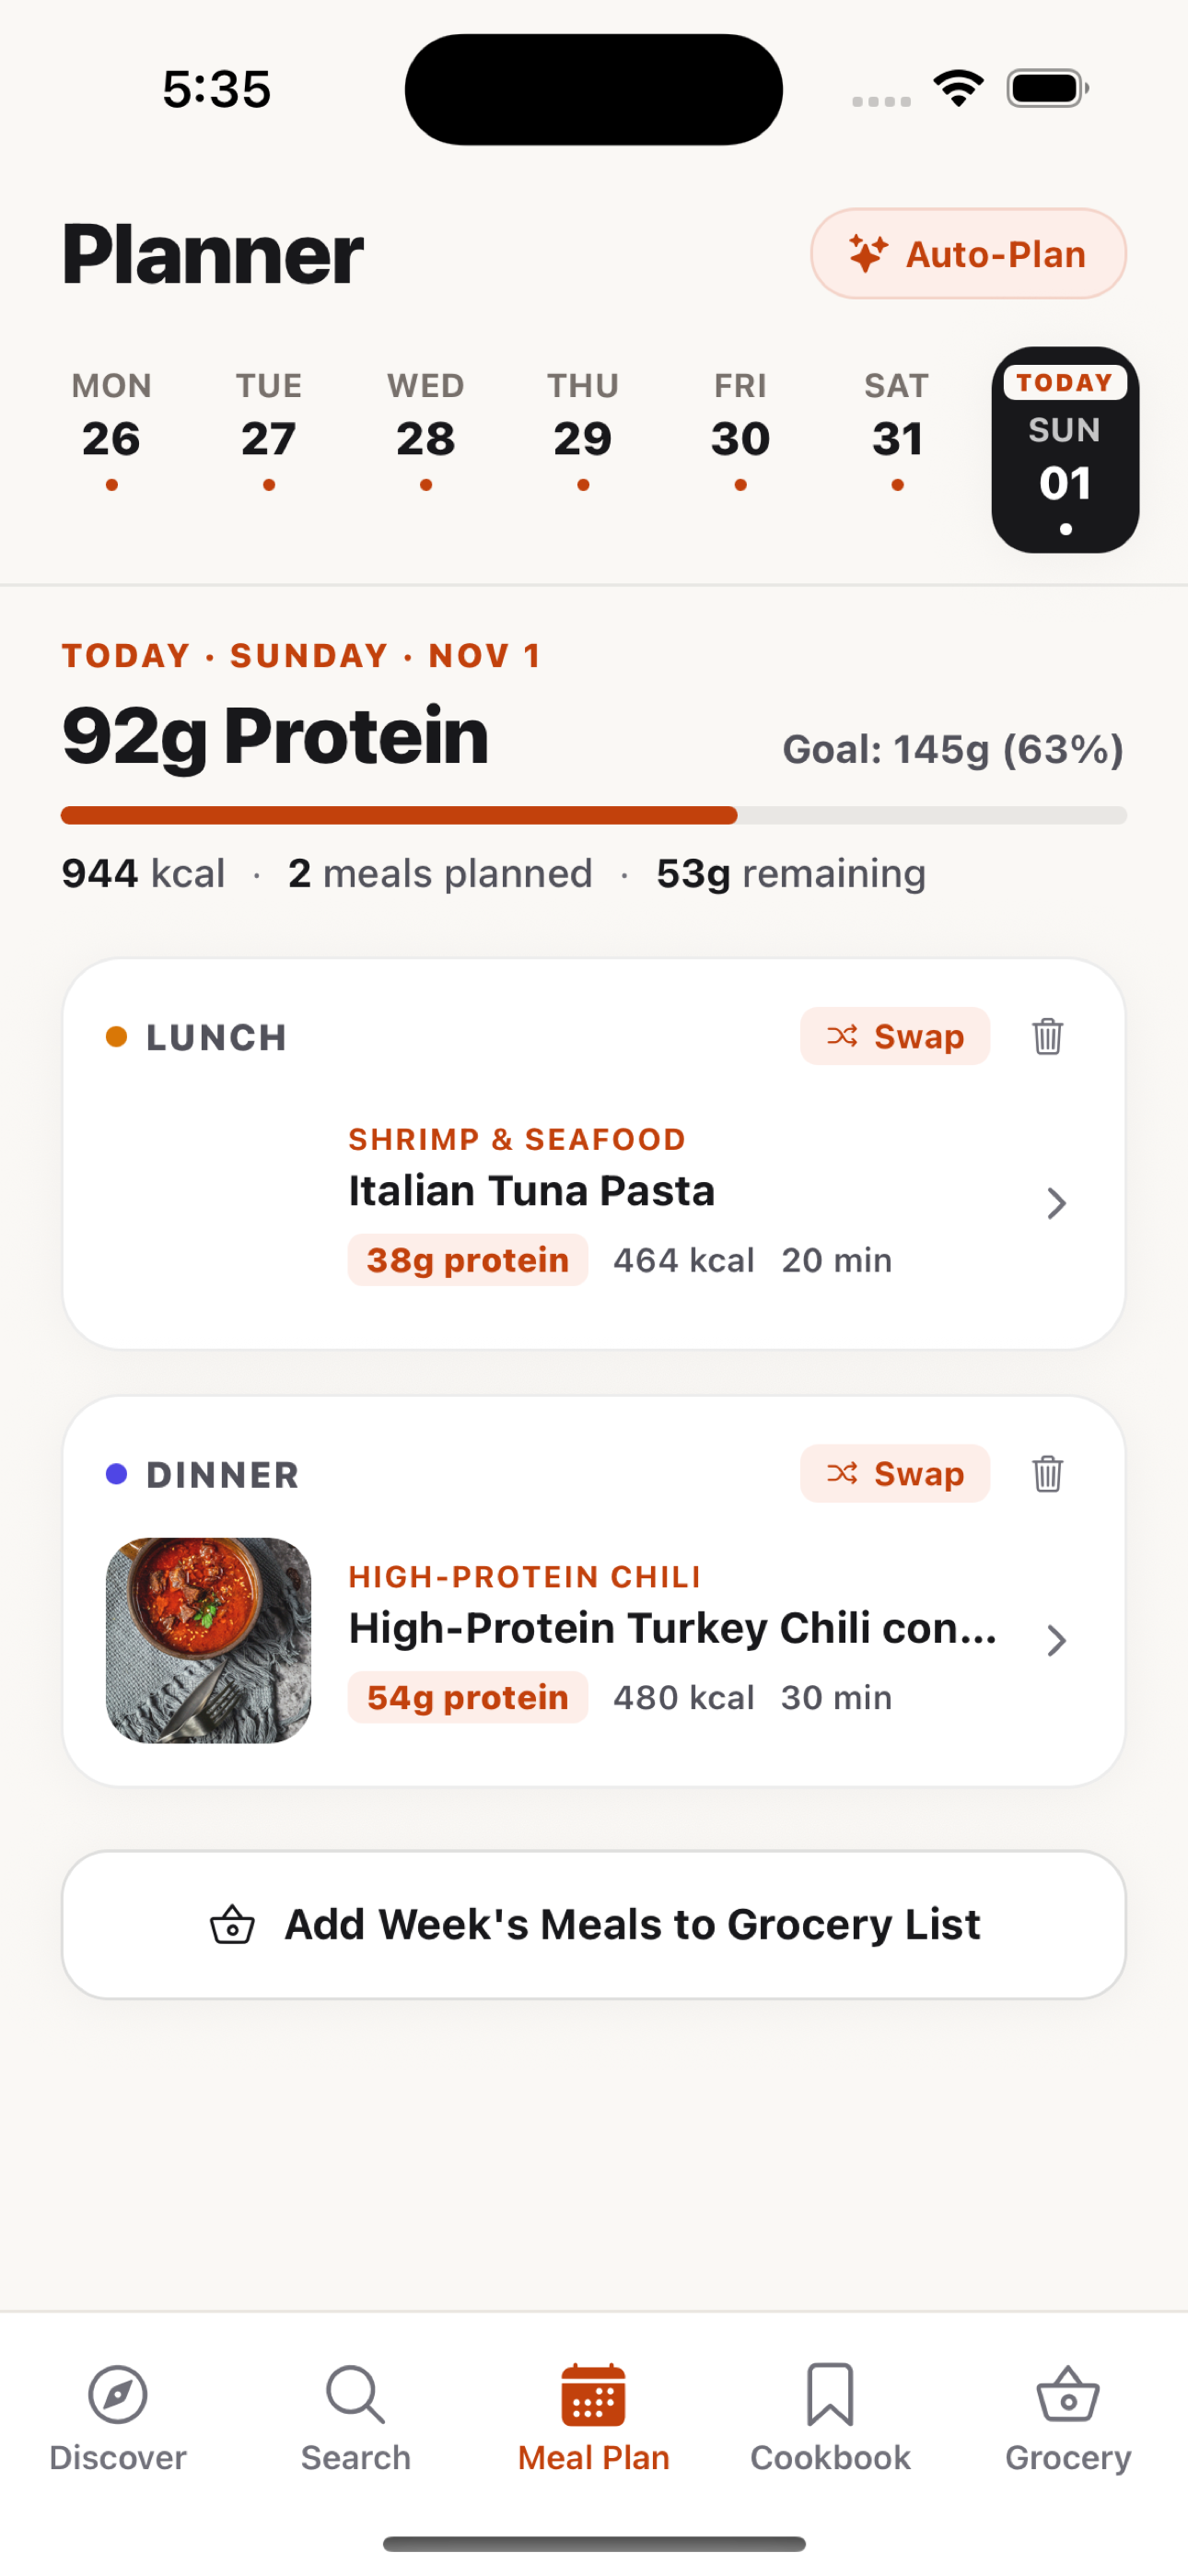 5:35
Planner
Auto-Plan
MON TUE WED THU FRI SAT TODAY SUN
26 27 28 29 30 31 01
TODAY · SUNDAY · NOV 1
92g Protein
Goal: 145g (63%)
944 kcal · 2 meals planned · 53g remaining
LUNCH
Swap
SHRIMP & SEAFOOD
Italian Tuna Pasta
38g protein 464 kcal 20 min
DINNER
Swap
HIGH-PROTEIN CHILI
High-Protein Turkey Chili con...
54g protein 480 kcal 30 min
Add Week's Meals to Grocery List
Discover Search Meal Plan Cookbook Grocery